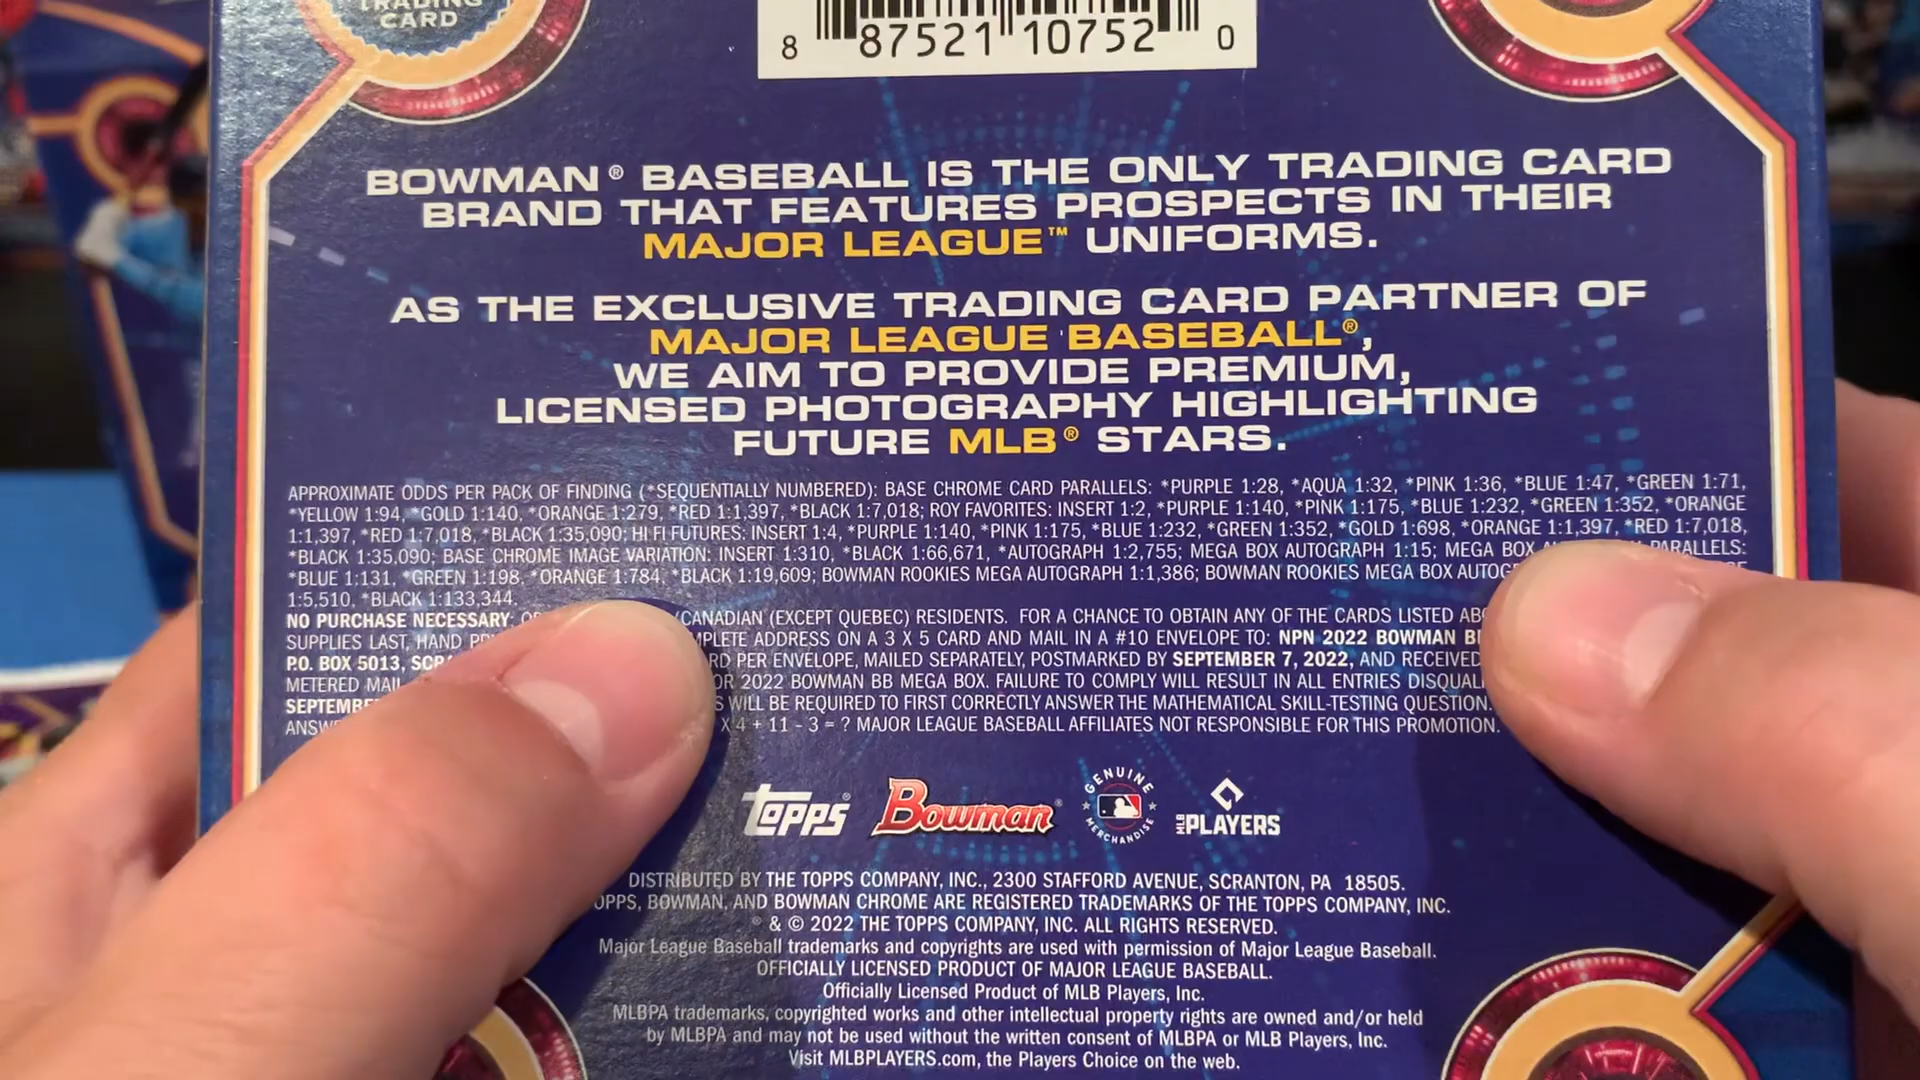 TRADING
CARD
8 87521 10752 0
BOWMAN® BASEBALL IS THE ONLY TRADING CARD
BRAND THAT FEATURES PROSPECTS IN THEIR
MAJOR LEAGUE™ UNIFORMS.
AS THE EXCLUSIVE TRADING CARD PARTNER OF
MAJOR LEAGUE BASEBALL®,
WE AIM TO PROVIDE PREMIUM,
LICENSED PHOTOGRAPHY HIGHLIGHTING
FUTURE MLB® STARS.
APPROXIMATE ODDS PER PACK OF FINDING (*SEQUENTIALLY NUMBERED): BASE CHROME CARD PARALLELS: *PURPLE 1:28, *AQUA 1:32, *PINK 1:36, *BLUE 1:47, *GREEN 1:71,
*YELLOW 1:94, *GOLD 1:140, *ORANGE 1:279, *RED 1:1,397, *BLACK 1:7,018; ROY FAVORITES: INSERT 1:2, *PURPLE 1:140, *PINK 1:175, *BLUE 1:232, *GREEN 1:352, *ORANGE
1:1,397, *RED 1:7,018, *BLACK 1:35,090; HI FI FUTURES: INSERT 1:4, *PURPLE 1:140, *PINK 1:175, *BLUE 1:232, *GREEN 1:352, *GOLD 1:698, *ORANGE 1:1,397, *RED 1:7,018,
*BLACK 1:35,090; BASE CHROME IMAGE VARIATION: INSERT 1:310, *BLACK 1:66,671, *AUTOGRAPH 1:2,755; MEGA BOX AUTOGRAPH 1:15; MEGA BOX PARALLELS:
*BLUE 1:131, *GREEN 1:198, *ORANGE 1:784, *BLACK 1:19,609; BOWMAN ROOKIES MEGA AUTOGRAPH 1:1,386; BOWMAN ROOKIES MEGA BOX
1:5,510, *BLACK 1:133,344.
NO PURCHASE NECESSARY: /CANADIAN (EXCEPT QUEBEC) RESIDENTS. FOR A CHANCE TO OBTAIN ANY OF THE CARDS LISTED
SUPPLIES LAST, HAND ADDRESS ON A 3 X 5 CARD AND MAIL IN A #10 ENVELOPE TO: NPN 2022 BOWMAN
P.O. BOX 5013, PER ENVELOPE, MAILED SEPARATELY, POSTMARKED BY SEPTEMBER 7, 2022, AND RECEIVED
METERED MAIL 2022 BOWMAN BB MEGA BOX. FAILURE TO COMPLY WILL RESULT IN ALL ENTRIES
WILL BE REQUIRED TO FIRST CORRECTLY ANSWER THE MATHEMATICAL SKILL-TESTING QUESTION.
X 4 + 11 - 3 = ? MAJOR LEAGUE BASEBALL AFFILIATES NOT RESPONSIBLE FOR THIS PROMOTION.
TOPPS® Bowman® GENUINE MERCHANDISE MLB PLAYERS
DISTRIBUTED BY THE TOPPS COMPANY, INC., 2300 STAFFORD AVENUE, SCRANTON, PA 18505.
OPPS, BOWMAN, AND BOWMAN CHROME ARE REGISTERED TRADEMARKS OF THE TOPPS COMPANY, INC.
® & © 2022 THE TOPPS COMPANY, INC. ALL RIGHTS RESERVED.
Major League Baseball trademarks and copyrights are used with permission of Major League Baseball.
OFFICIALLY LICENSED PRODUCT OF MAJOR LEAGUE BASEBALL.
Officially Licensed Product of MLB Players, Inc.
MLBPA trademarks, copyrighted works and other intellectual property rights are owned and/or held
by MLBPA and may not be used without the written consent of MLBPA or MLB Players, Inc.
Visit MLBPLAYERS.com, the Players Choice on the web.